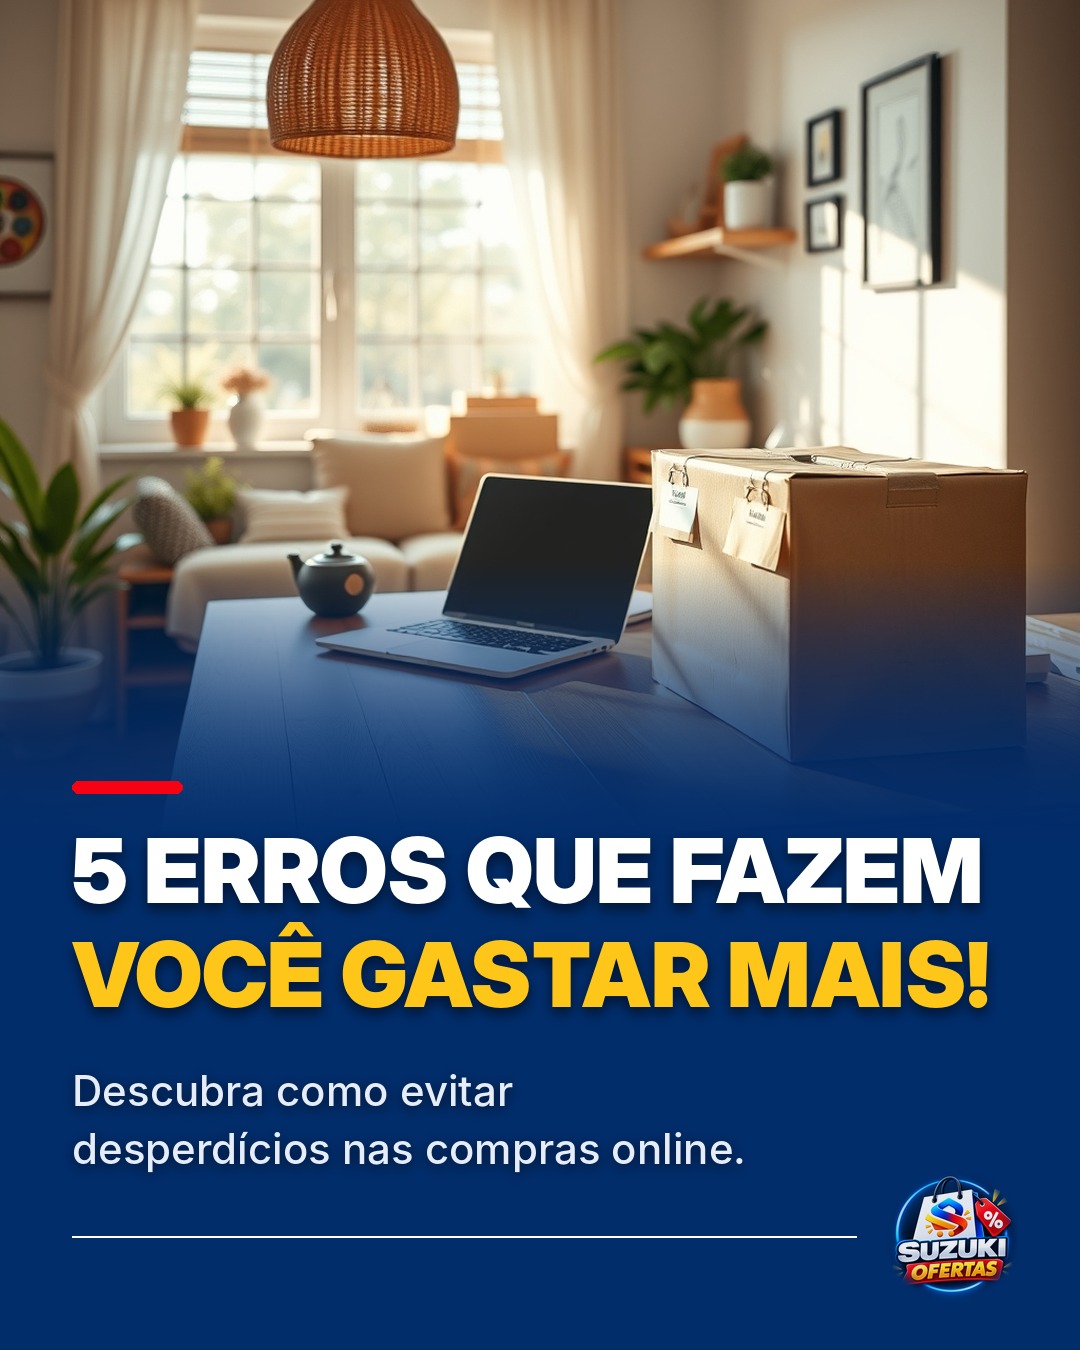 5 ERROS QUE FAZEM
VOCÊ GASTAR MAIS!
Descubra como evitar
desperdícios nas compras online.
%
SUZUKI
OFERTAS